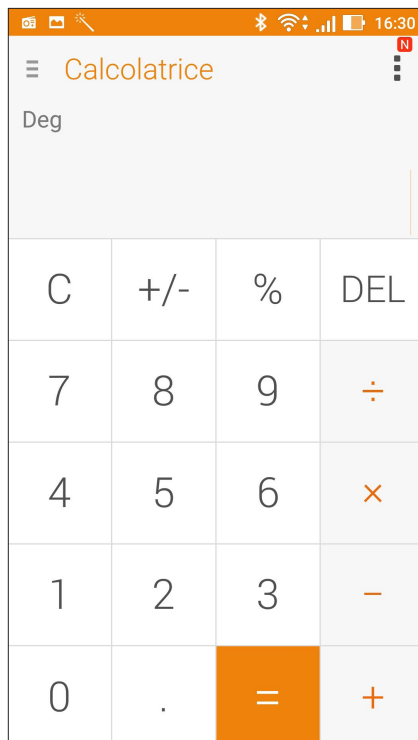 16:30
N
Calcolatrice
Deg
C +/- % DEL
7 8 9 ÷
4 5 6 ×
1 2 3 −
0 . = +